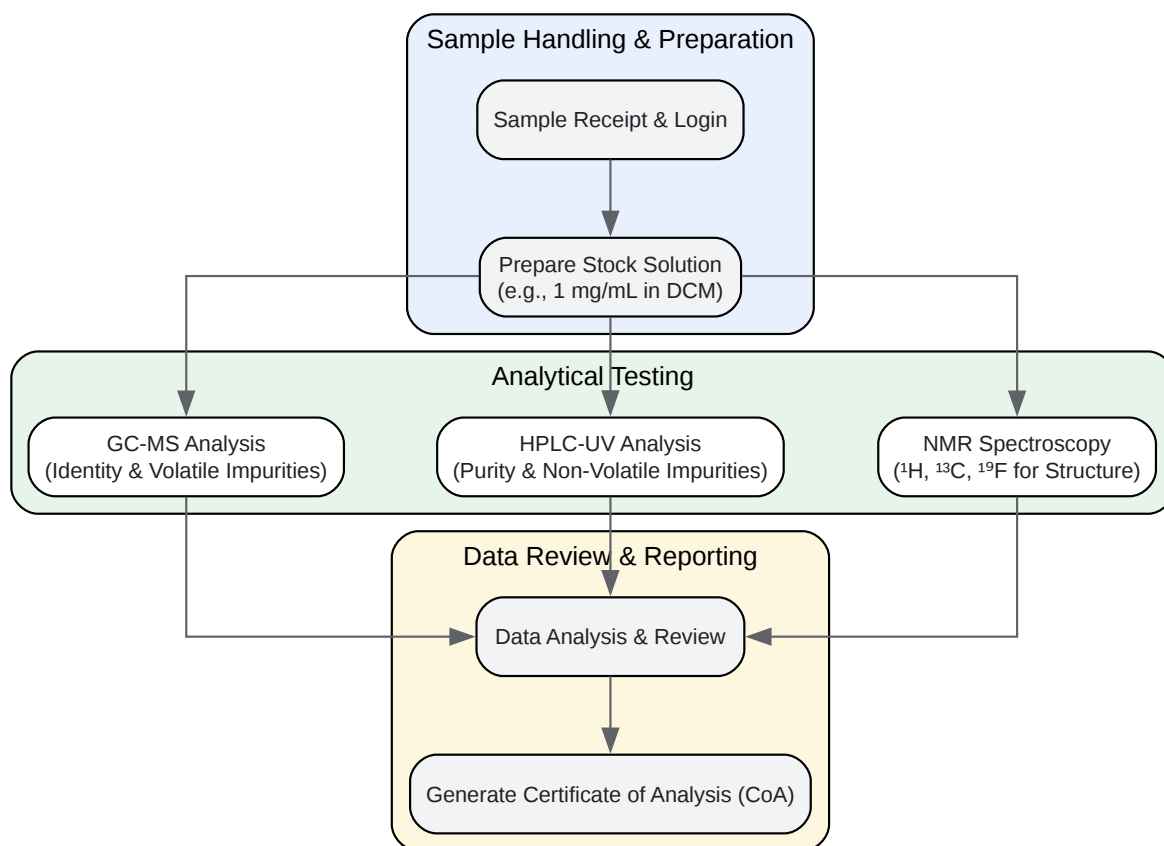 Sample Handling & Preparation
Sample Receipt & Login
Prepare Stock Solution
(e.g., 1 mg/mL in DCM)
Analytical Testing
GC-MS Analysis
(Identity & Volatile Impurities)
HPLC-UV Analysis
(Purity & Non-Volatile Impurities)
NMR Spectroscopy
(¹H, ¹³C, ¹⁹F for Structure)
Data Review & Reporting
Data Analysis & Review
Generate Certificate of Analysis (CoA)